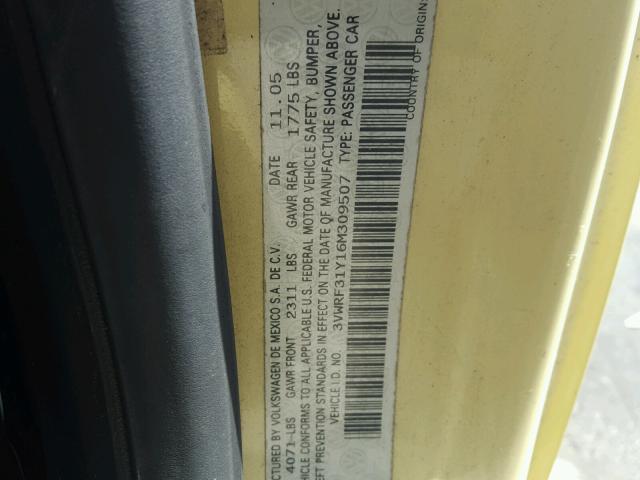 CTURED BY VOLKSWAGEN DE MEXICO S.A. DE C.V. DATE 11.05
4071 LBS GAWR FRONT 2311 LBS GAWR REAR 1775 LBS
HICLE CONFORMS TO ALL APPLICABLE U.S. FEDERAL MOTOR VEHICLE SAFETY, BUMPER,
EFT PREVENTION STANDARDS IN EFFECT ON THE DATE OF MANUFACTURE SHOWN ABOVE.
VEHICLE I.D. NO. 3VWRF31Y16M309507 TYPE: PASSENGER CAR
COUNTRY OF ORIGIN: